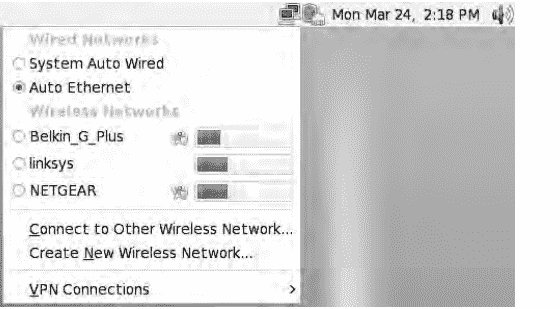 Mon Mar 24, 2:18 PM
Wired Networks
System Auto Wired
Auto Ethernet
Wireless Networks
Belkin_G_Plus
linksys
NETGEAR
Connect to Other Wireless Network...
Create New Wireless Network...
VPN Connections